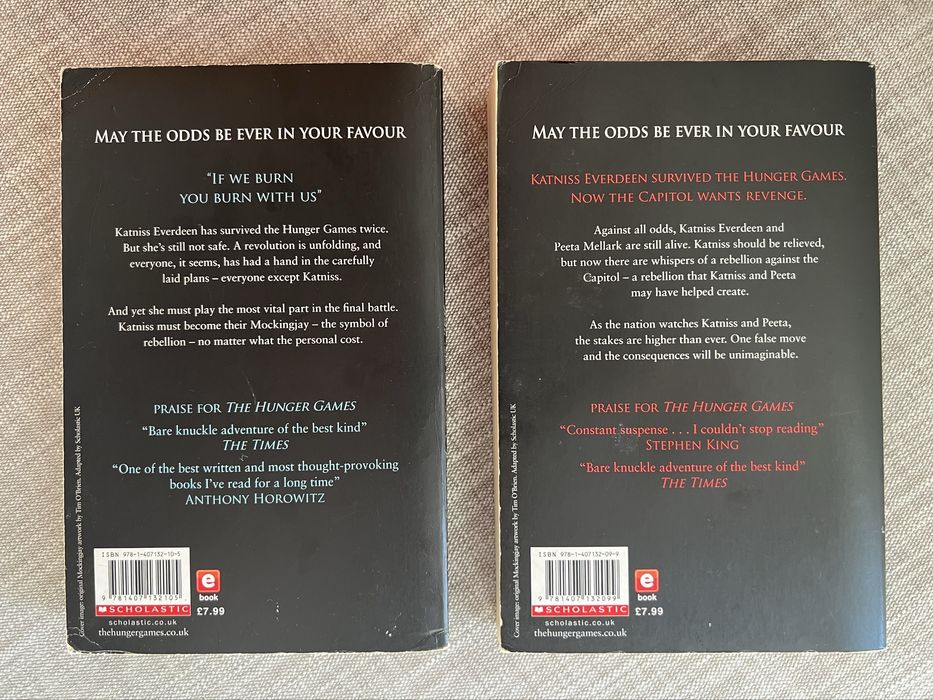 MAY THE ODDS BE EVER IN YOUR FAVOUR
“IF WE BURN
YOU BURN WITH US”
Katniss Everdeen has survived the Hunger Games twice.
But she’s still not safe. A revolution is unfolding, and
everyone, it seems, has had a hand in the carefully
laid plans – everyone except Katniss.
And yet she must play the most vital part in the final battle.
Katniss must become their Mockingjay – the symbol of
rebellion – no matter what the personal cost.
PRAISE FOR THE HUNGER GAMES
“Bare knuckle adventure of the best kind”
THE TIMES
“One of the best written and most thought-provoking
books I’ve read for a long time”
ANTHONY HOROWITZ
Cover image: original Mockingjay artwork by Tim O’Brien. Adapted by Scholastic UK
ISBN 978-1-407132-10-5
9 781407 132105
SCHOLASTIC
scholastic.co.uk
thehungergames.co.uk
e
book
£7.99
MAY THE ODDS BE EVER IN YOUR FAVOUR
KATNISS EVERDEEN SURVIVED THE HUNGER GAMES.
NOW THE CAPITOL WANTS REVENGE.
Against all odds, Katniss Everdeen and
Peeta Mellark are still alive. Katniss should be relieved,
but now there are whispers of a rebellion against the
Capitol – a rebellion that Katniss and Peeta
may have helped create.
As the nation watches Katniss and Peeta,
the stakes are higher than ever. One false move
and the consequences will be unimaginable.
PRAISE FOR THE HUNGER GAMES
“Constant suspense . . . I couldn’t stop reading”
STEPHEN KING
“Bare knuckle adventure of the best kind”
THE TIMES
Cover image: original Mockingjay artwork by Tim O’Brien. Adapted by Scholastic UK
ISBN 978-1-407132-09-9
9 781407 132099
SCHOLASTIC
scholastic.co.uk
thehungergames.co.uk
e
book
£7.99